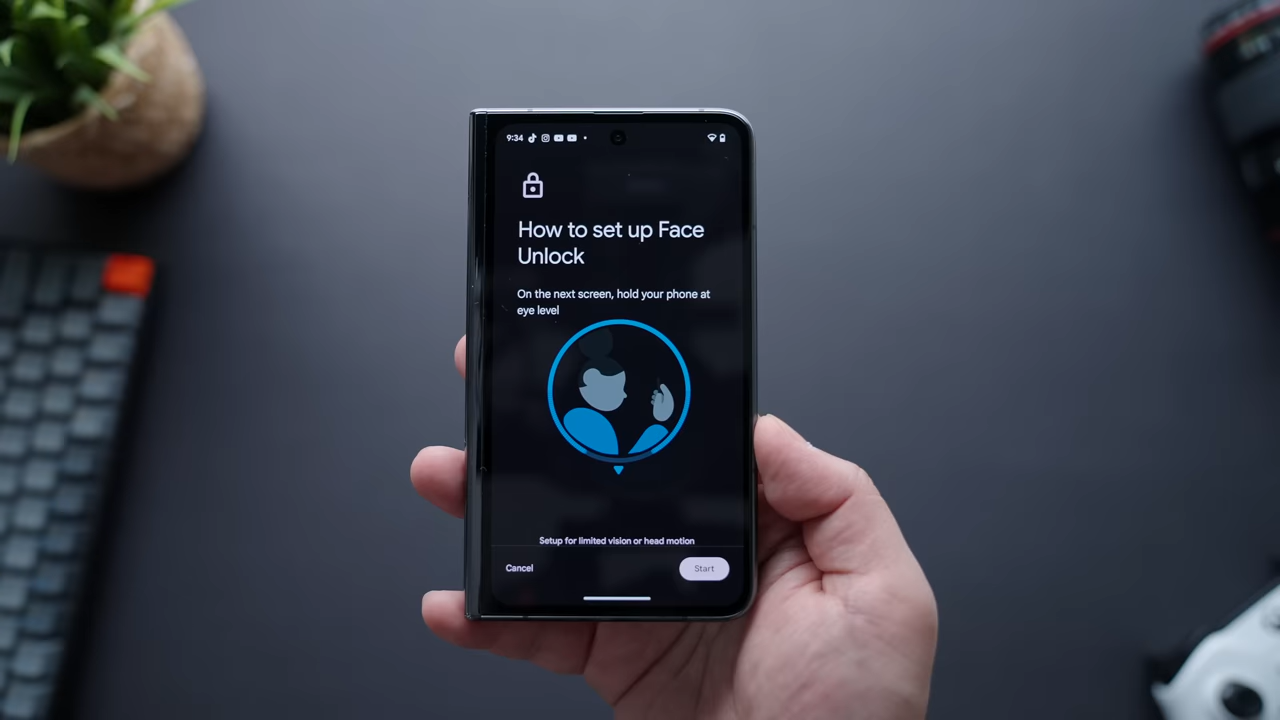 9:34
How to set up Face
Unlock
On the next screen, hold your phone at
eye level
Setup for limited vision or head motion
Cancel
Start